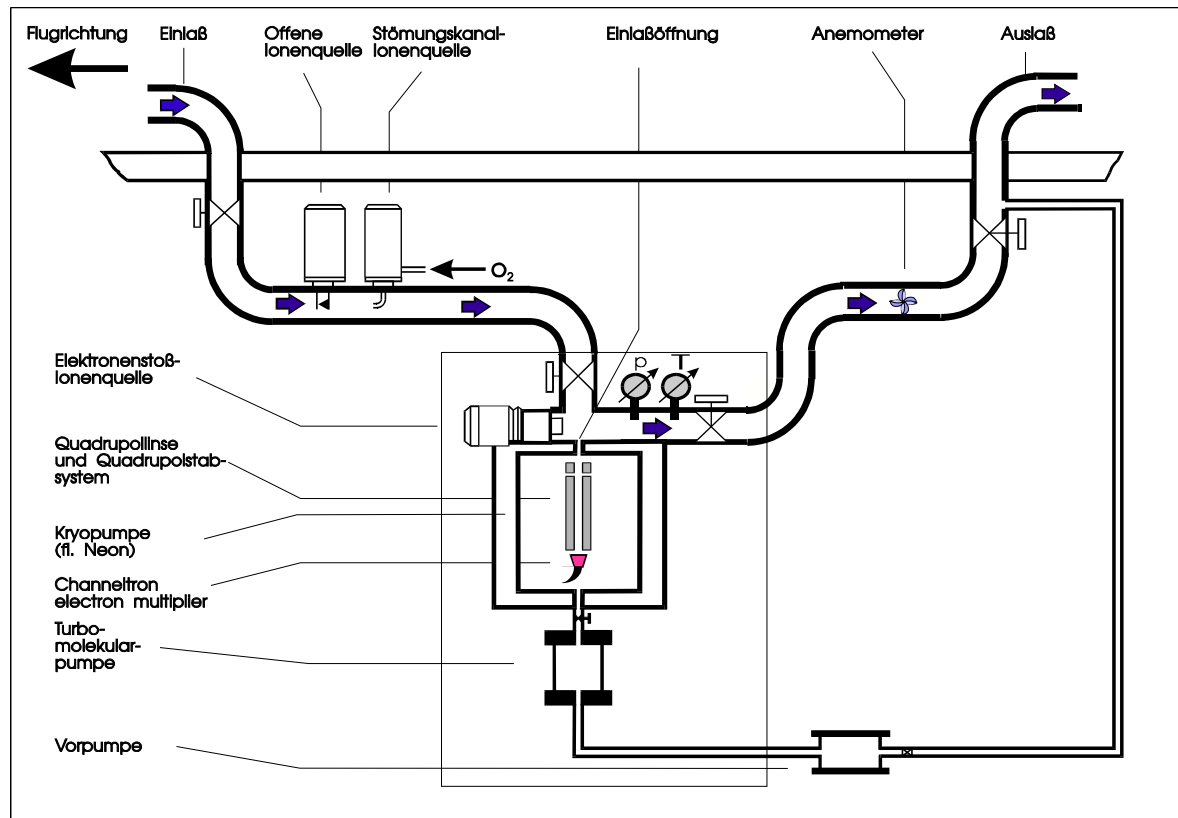 Flugrichtung
Einlaß
Offene
Ionenquelle
Stömungskanal-
Ionenquelle
Einlaßöffnung
Anemometer
Auslaß
O2
p
T
Elektronenstoß-
Ionenquelle
Quadrupollinse
und Quadrupolstab-
system
Kryopumpe
(fl. Neon)
Channeltron
electron multiplier
Turbo-
molekular-
pumpe
Vorpumpe